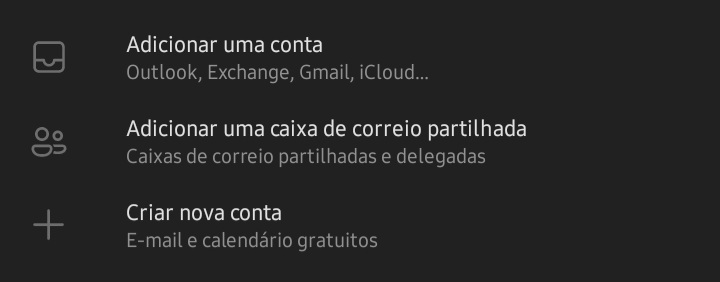 Adicionar uma conta
Outlook, Exchange, Gmail, iCloud...
Adicionar uma caixa de correio partilhada
Caixas de correio partilhadas e delegadas
Criar nova conta
E-mail e calendário gratuitos